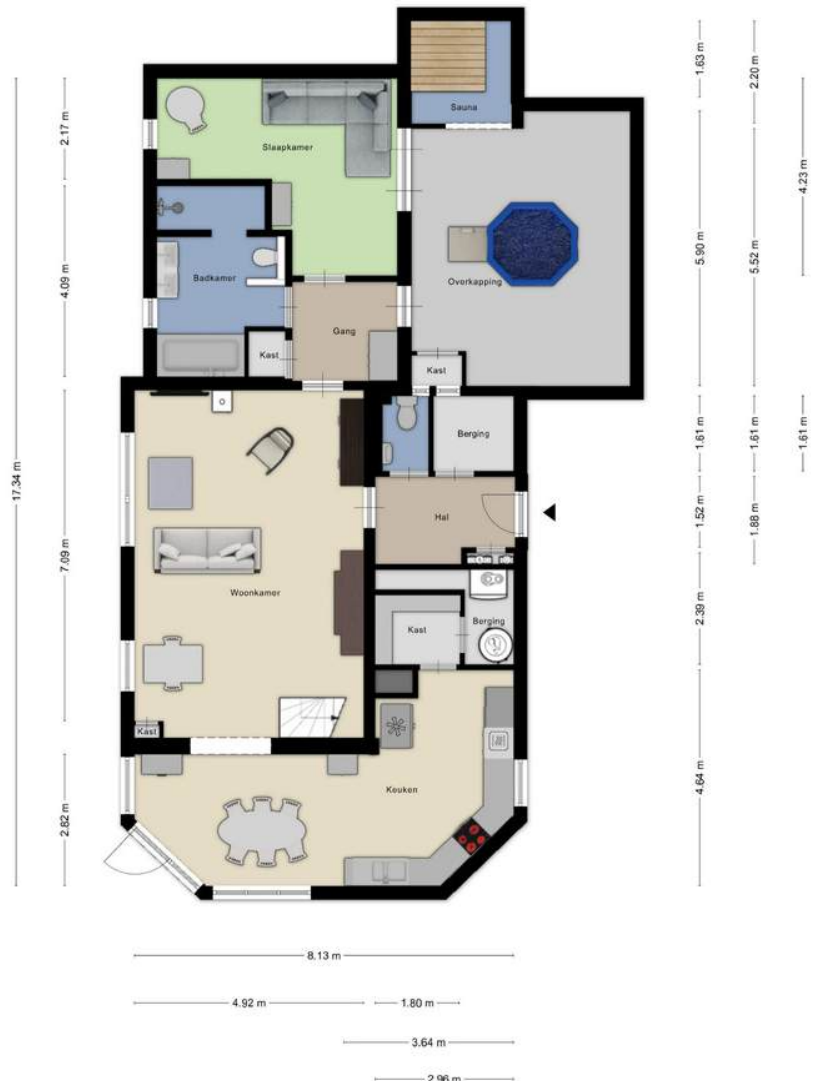 Sauna
Slaapkamer
Badkamer
Overkapping
Gang
Kast
Kast
Berging
Hal
Woonkamer
Kast
Berging
Kast
Keuken
17.34 m
2.17 m
4.09 m
7.09 m
2.82 m
1.63 m
5.90 m
1.61 m
1.52 m
2.39 m
4.64 m
2.20 m
5.52 m
1.61 m
1.88 m
4.23 m
1.61 m
8.13 m
4.92 m
1.80 m
3.64 m
2.96 m